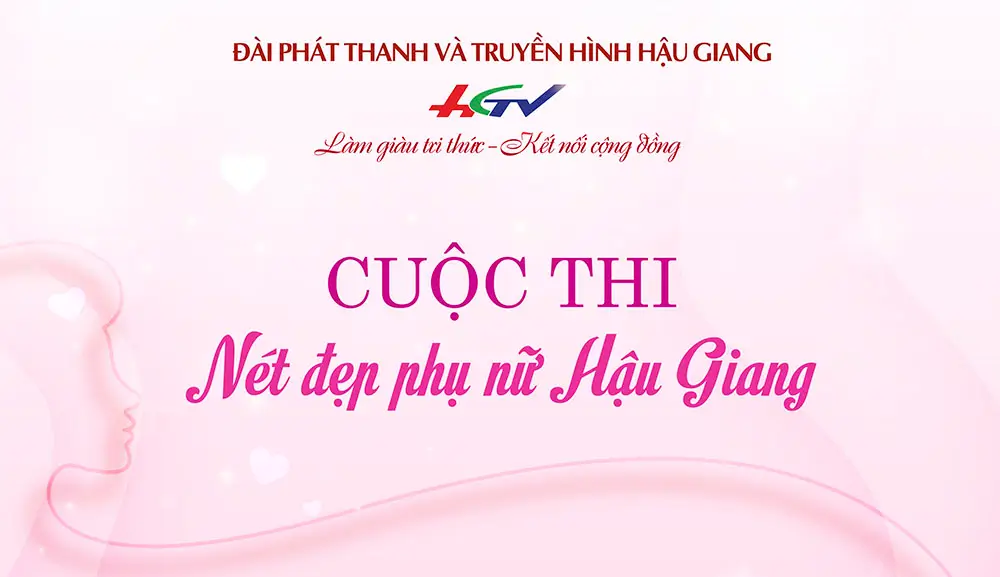 ĐÀI PHÁT THANH VÀ TRUYỀN HÌNH HẬU GIANG
HGTV
Làm giàu tri thức - Kết nối cộng đồng
CUỘC THI
Nét đẹp phụ nữ Hậu Giang